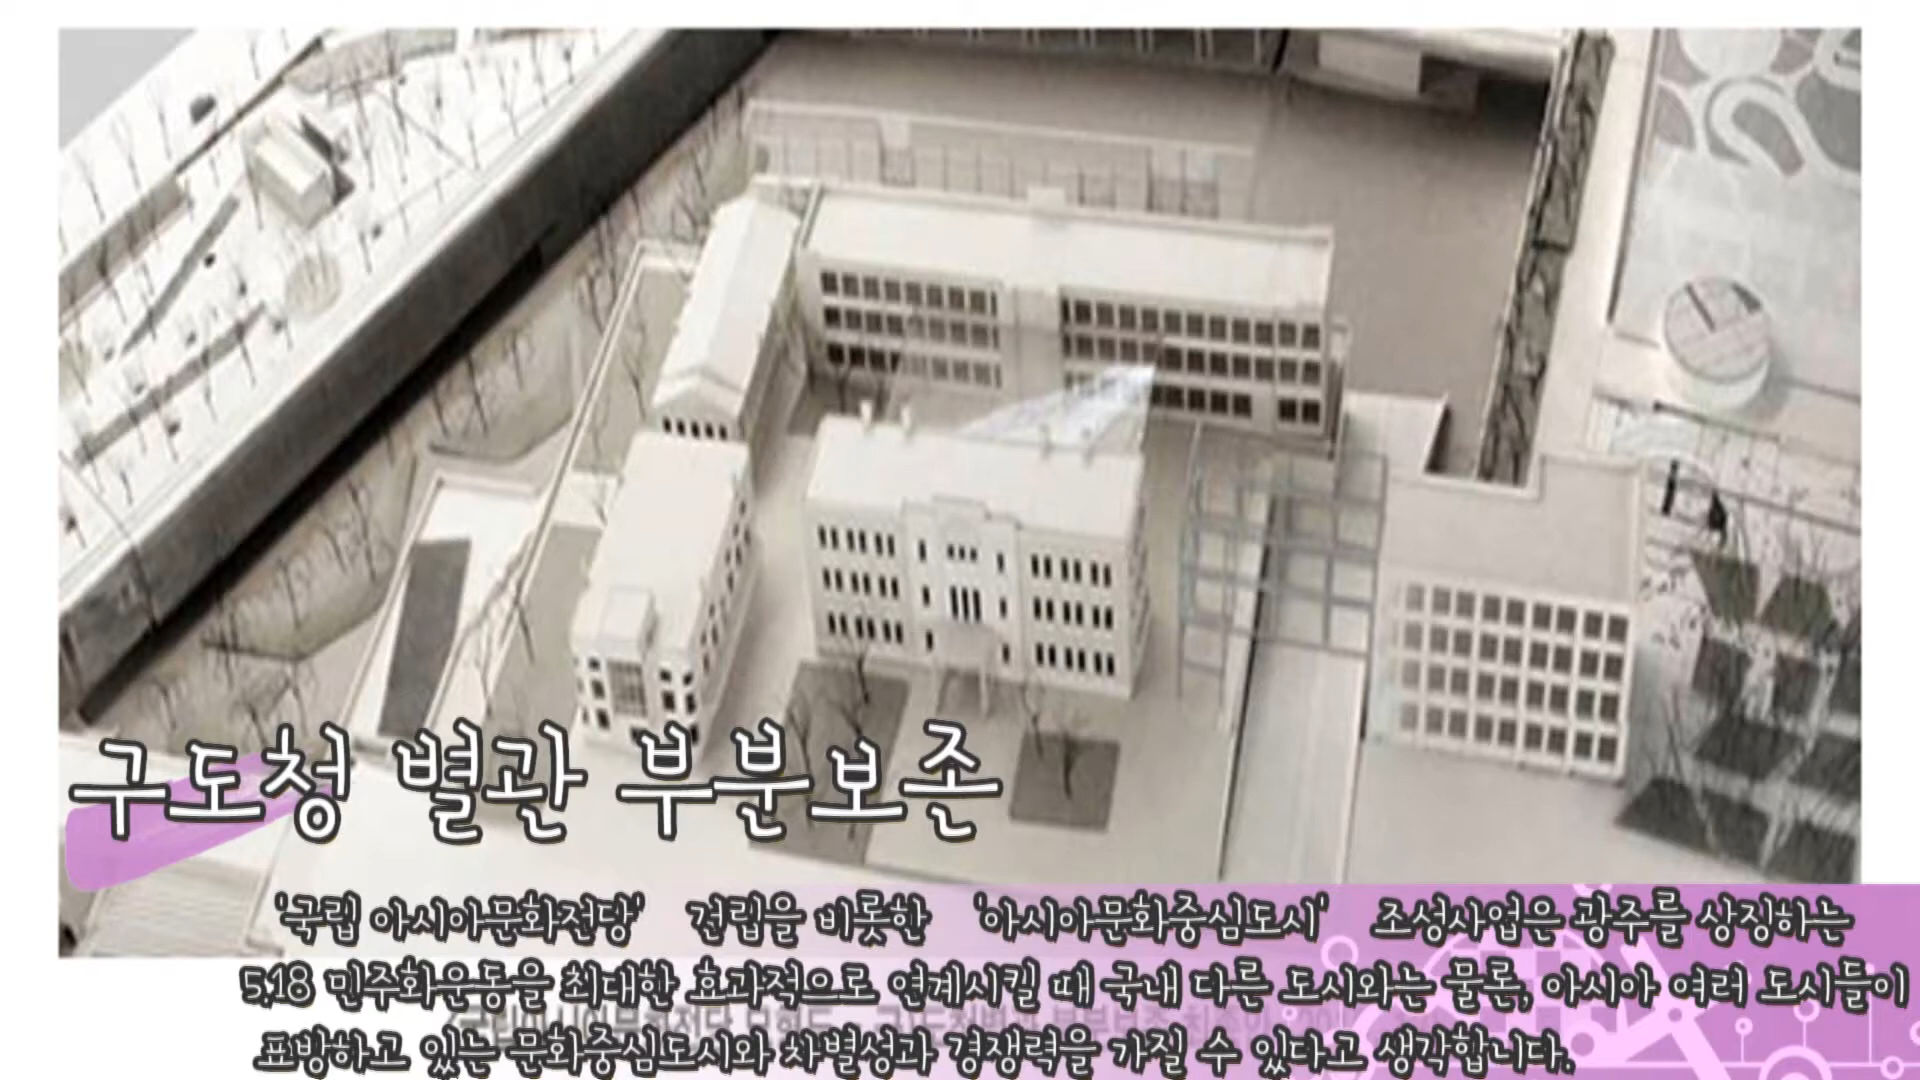 구도청 별관 부분보존
'국립 아시아문화전당' 건립을 비롯한 '아시아문화중심도시' 조성사업은 광주를 상징하는
5.18 민주화운동을 최대한 효과적으로 연계시킬 때 국내 다른 도시와는 물론, 아시아 여러 도시들이
표방하고 있는 문화중심도시와 차별성과 경쟁력을 가질 수 있다고 생각합니다.